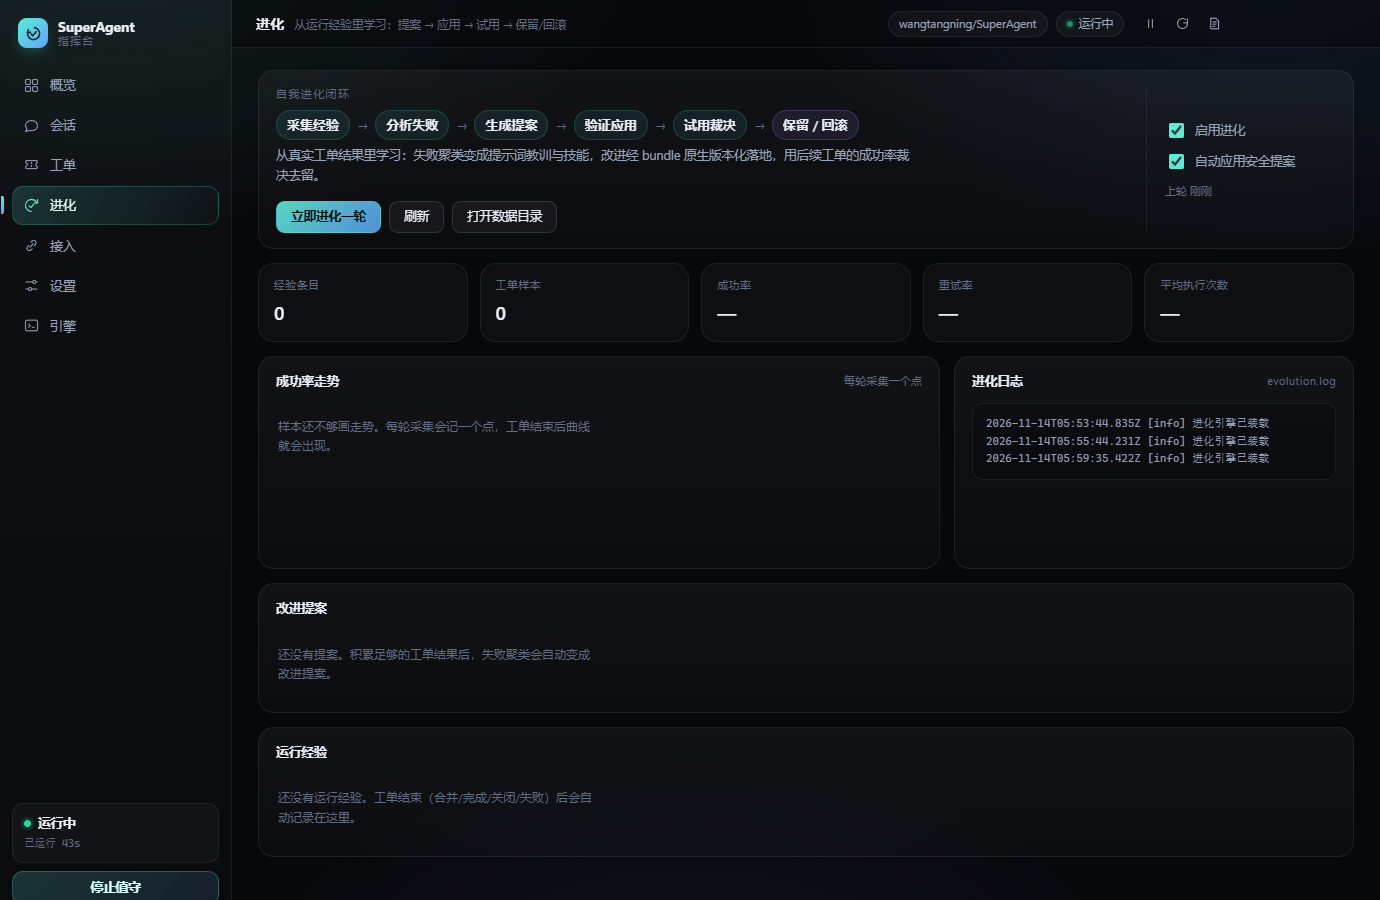 SuperAgent
指挥台
概览
会话
工单
进化
接入
设置
引擎
运行中
已运行 43s
停止值守
进化 从运行经验里学习：提案 → 应用 → 试用 → 保留/回滚
wangtangning/SuperAgent
运行中
自我进化闭环
采集经验 → 分析失败 → 生成提案 → 验证应用 → 试用裁决 → 保留 / 回滚
从真实工单结果里学习：失败聚类变成提示词教训与技能，改进经 bundle 原生版本化落地，用后续工单的成功率裁
决去留。
立即进化一轮 刷新 打开数据目录
启用进化
自动应用安全提案
上轮 刚刚
经验条目
0
工单样本
0
成功率
—
重试率
—
平均执行次数
—
成功率走势 每轮采集一个点
样本还不够画走势。每轮采集会记一个点，工单结束后曲线
就会出现。
进化日志 evolution.log
2026-11-14T05:53:44.835Z [info] 进化引擎已装载
2026-11-14T05:55:44.231Z [info] 进化引擎已装载
2026-11-14T05:59:35.422Z [info] 进化引擎已装载
改进提案
还没有提案。积累足够的工单结果后，失败聚类会自动变成
改进提案。
运行经验
还没有运行经验。工单结束（合并/完成/关闭/失败）后会自
动记录在这里。